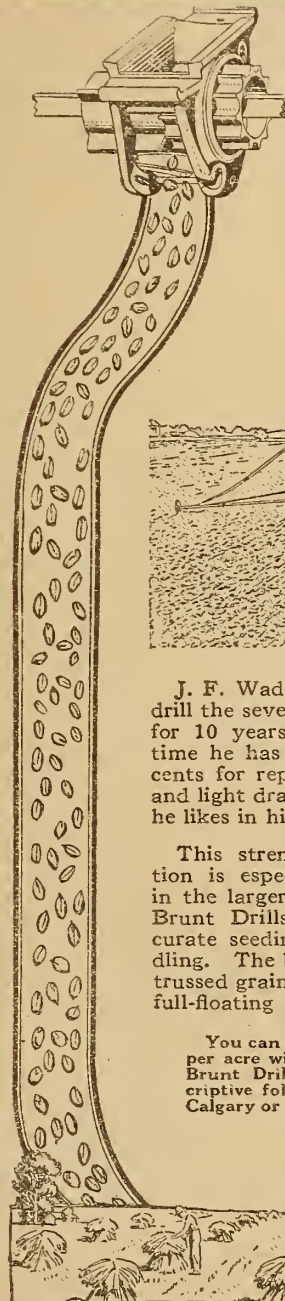 J. F. Wad
drill the seve
for 10 years
time he has
cents for rep
and light dra
he likes in hi
This stren
tion is espe
in the larger
Brunt Drills
curate seedin
dling. The
trussed grain
full-floating
You can
per acre wi
Brunt Dril
criptive fol
Calgary or